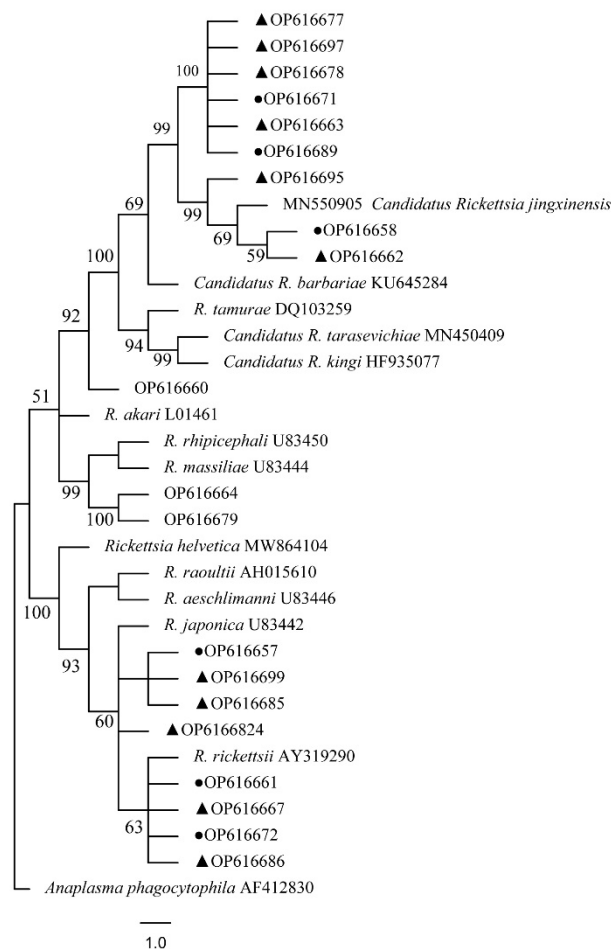 ▲OP616677
▲OP616697
▲OP616678
100
●OP616671
▲OP616663
99
●OP616689
▲OP616695
MN550905 Candidatus Rickettsia jingxinensis
99
69
●OP616658
69
59
▲OP616662
100
Candidatus R. barbariae KU645284
R. tamurae DQ103259
92
Candidatus R. tarasevichiae MN450409
94
99
Candidatus R. kingi HF935077
51
OP616660
R. akari L01461
R. rhipicephali U83450
R. massiliae U83444
99
OP616664
100
OP616679
Rickettsia helvetica MW864104
R. raoultii AH015610
100
R. aeschlimanni U83446
R. japonica U83442
●OP616657
93
▲OP616699
▲OP616685
60
▲OP6166824
R. rickettsii AY319290
●OP616661
▲OP616667
63
●OP616672
▲OP616686
Anaplasma phagocytophila AF412830
1.0